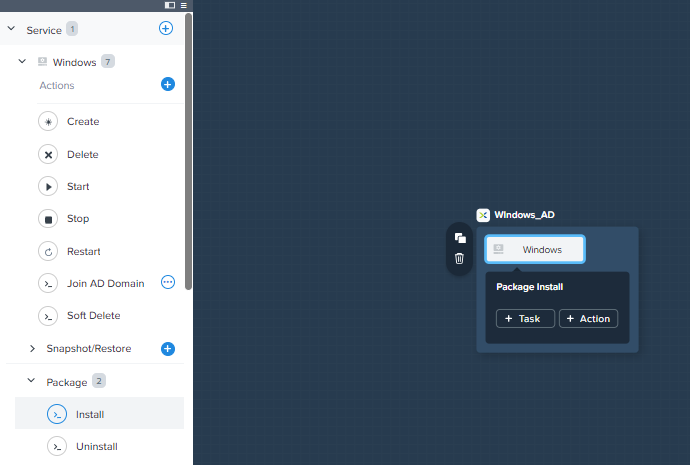 Service 1
Windows 7
Actions
Create
Delete
Start
Stop
Restart
Join AD Domain
Soft Delete
Snapshot/Restore
Package 2
Install
Uninstall
WIndows_AD
Windows
Package Install
+ Task + Action